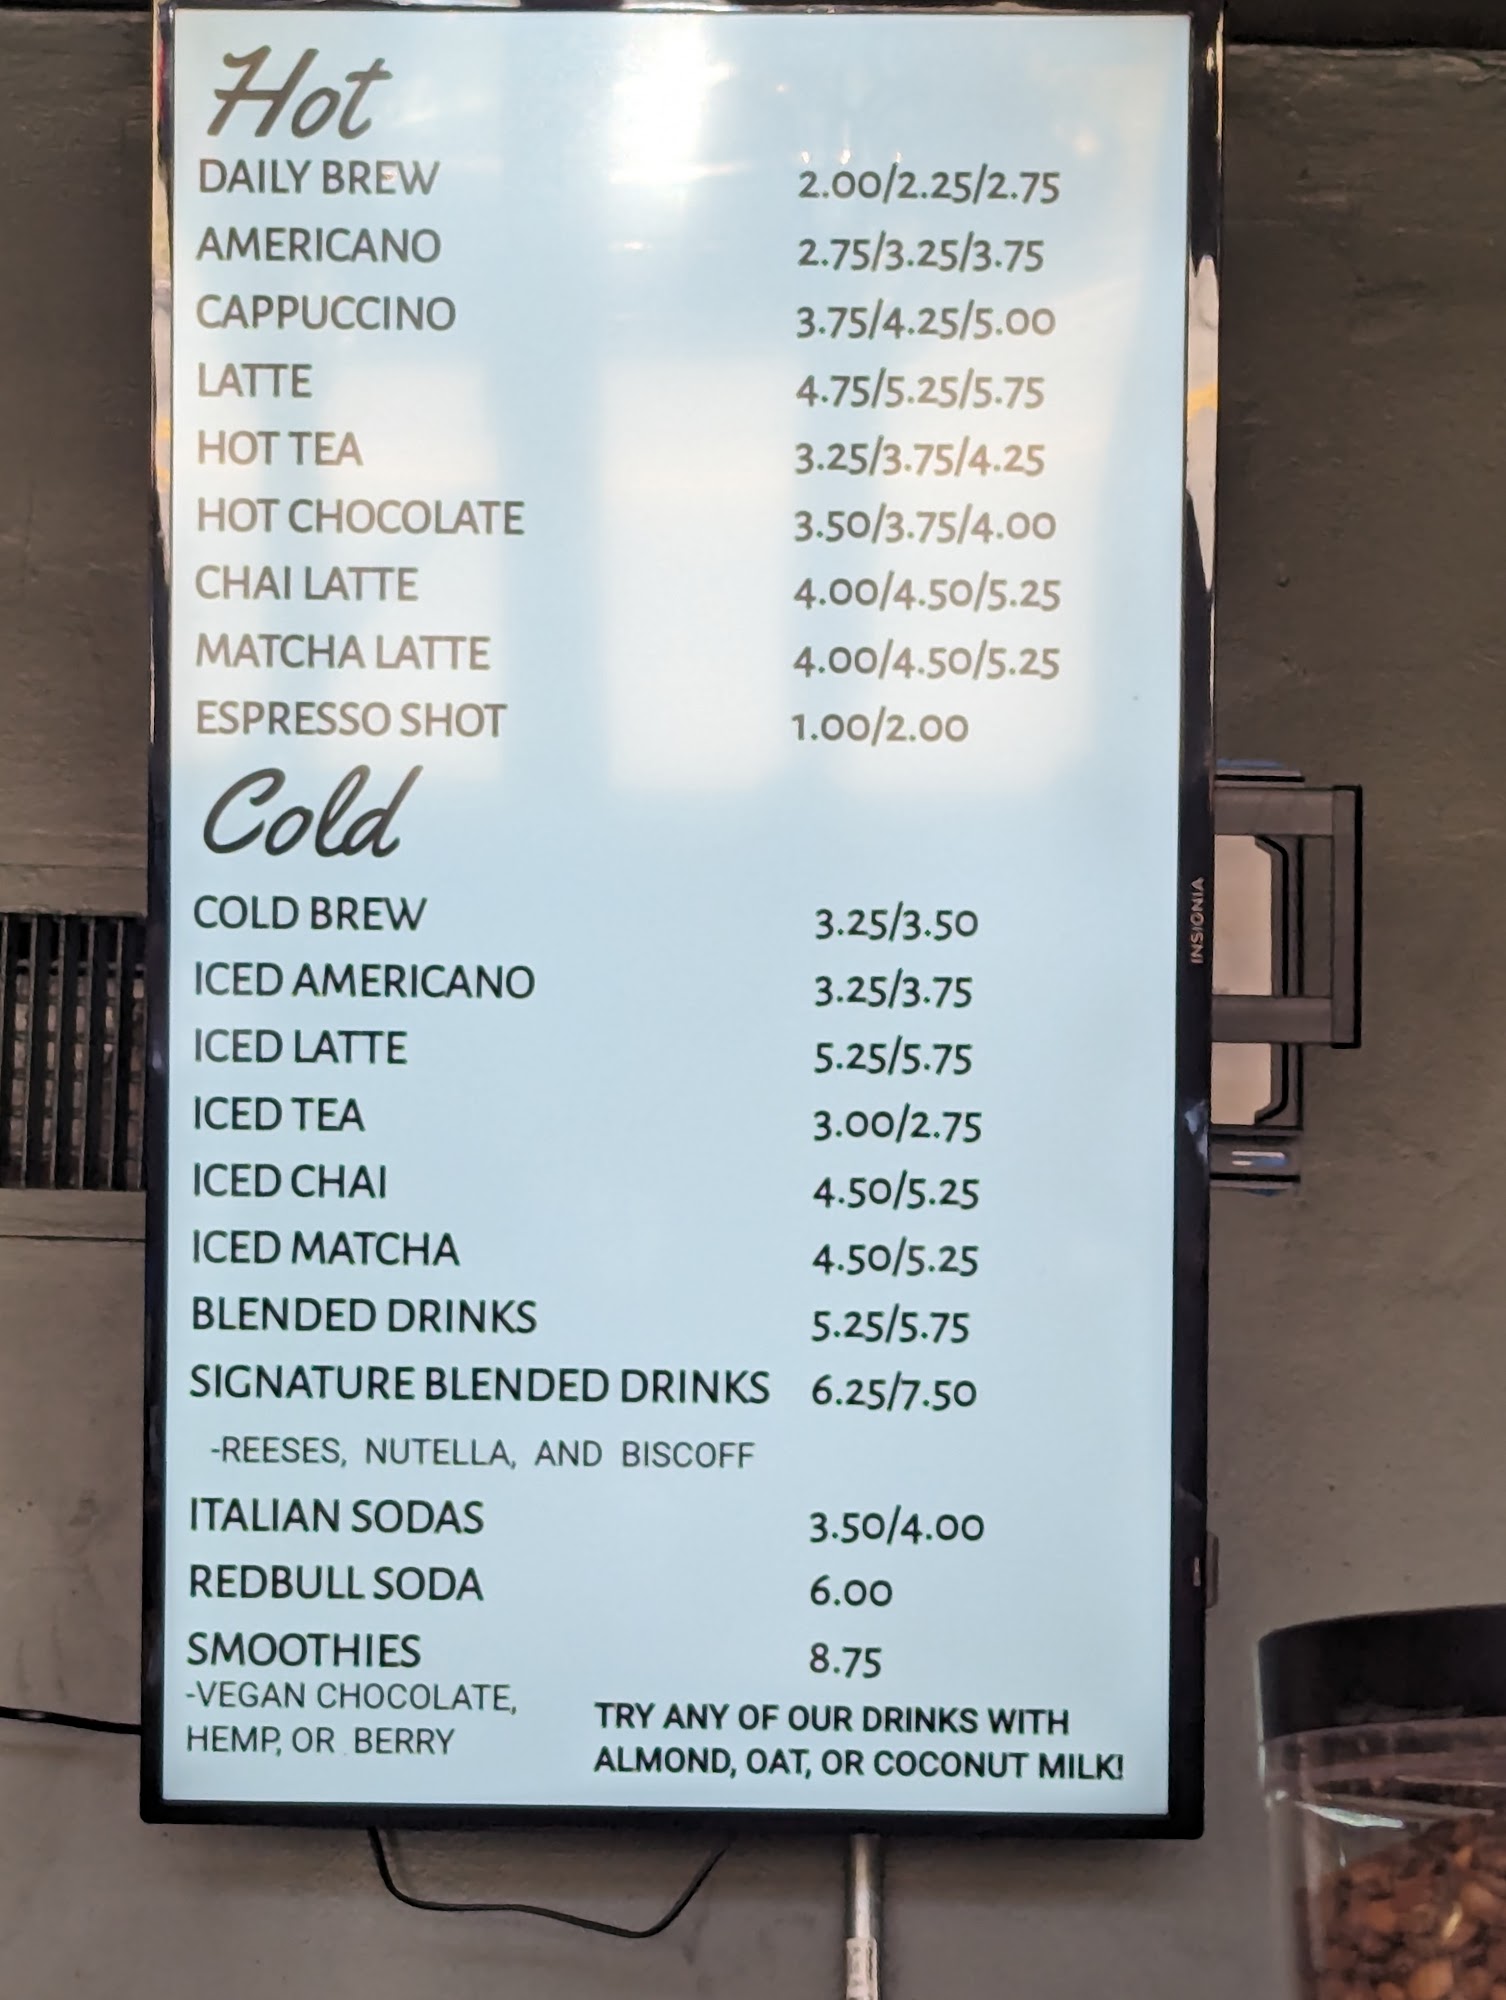 Hot
DAILY BREW 2.00/2.25/2.75
AMERICANO 2.75/3.25/3.75
CAPPUCCINO 3.75/4.25/5.00
LATTE 4.75/5.25/5.75
HOT TEA 3.25/3.75/4.25
HOT CHOCOLATE 3.50/3.75/4.00
CHAI LATTE 4.00/4.50/5.25
MATCHA LATTE 4.00/4.50/5.25
ESPRESSO SHOT 1.00/2.00
Cold
COLD BREW 3.25/3.50
ICED AMERICANO 3.25/3.75
ICED LATTE 5.25/5.75
ICED TEA 3.00/2.75
ICED CHAI 4.50/5.25
ICED MATCHA 4.50/5.25
BLENDED DRINKS 5.25/5.75
SIGNATURE BLENDED DRINKS 6.25/7.50
-REESES, NUTELLA, AND BISCOFF
ITALIAN SODAS 3.50/4.00
REDBULL SODA 6.00
SMOOTHIES 8.75
-VEGAN CHOCOLATE,
HEMP, OR BERRY
TRY ANY OF OUR DRINKS WITH
ALMOND, OAT, OR COCONUT MILK!
INSIGNIA